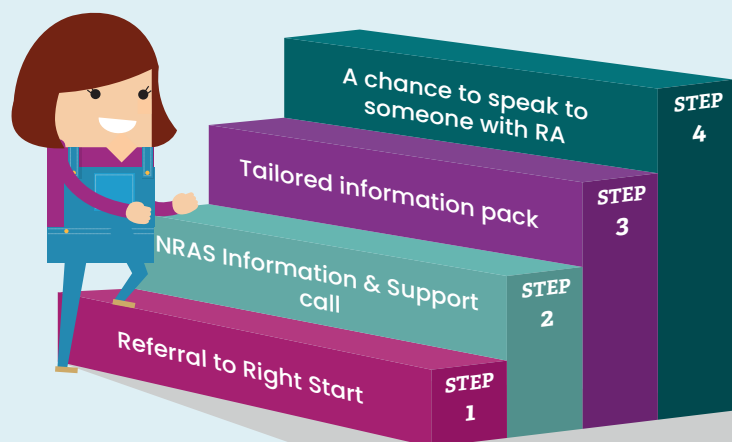 A chance to speak to
someone with RA
STEP
4
Tailored information pack
STEP
3
NRAS Information & Support
call
STEP
2
Referral to Right Start
STEP
1